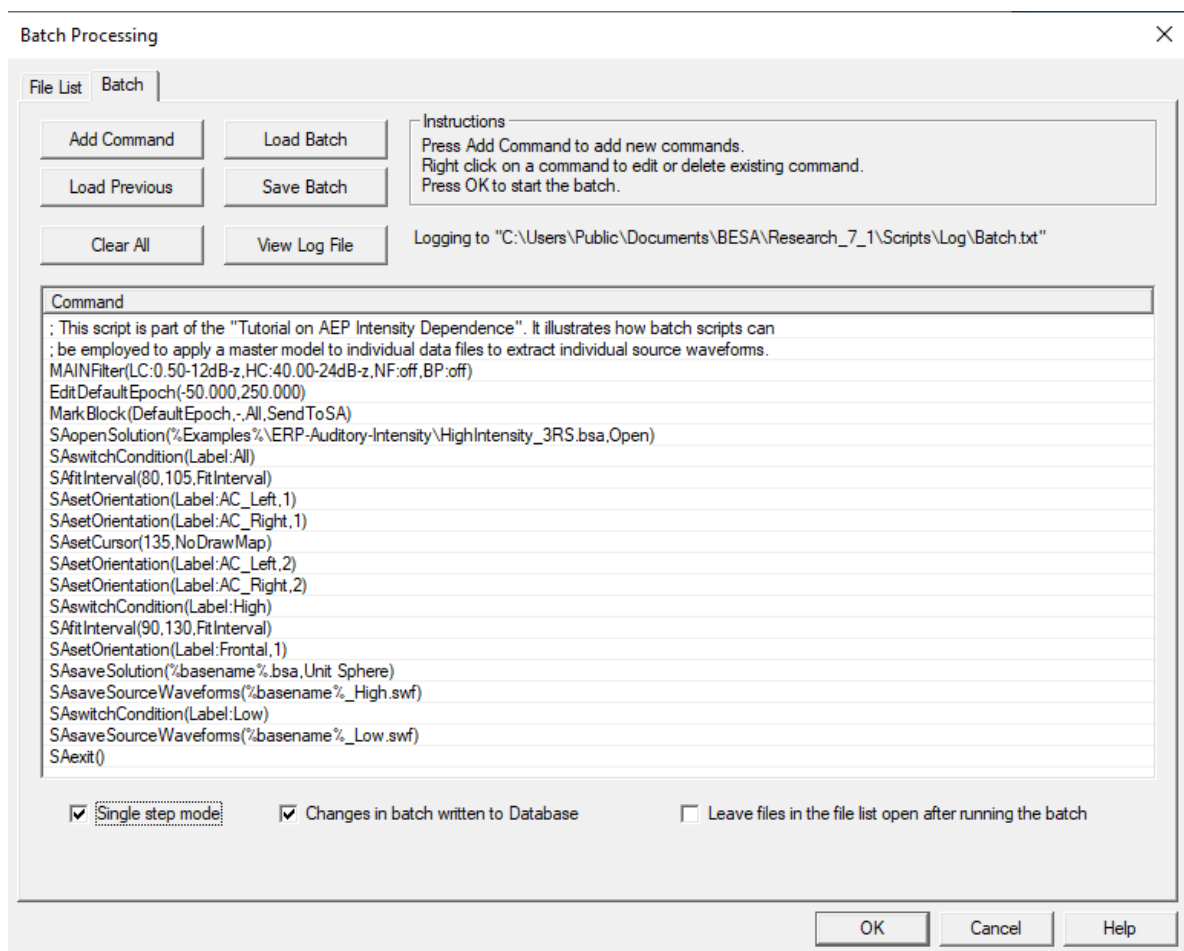 Batch Processing
File List Batch
Add Command Load Batch
Load Previous Save Batch
Clear All View Log File
Instructions
Press Add Command to add new commands.
Right click on a command to edit or delete existing command.
Press OK to start the batch.
Logging to "C:\Users\Public\Documents\BESA\Research_7_1\Scripts\Log\Batch.txt"
Command
; This script is part of the "Tutorial on AEP Intensity Dependence". It illustrates how batch scripts can
; be employed to apply a master model to individual data files to extract individual source waveforms.
MAINFilter(LC:0.50-12dB-z,HC:40.00-24dB-z,NF:off,BP:off)
EditDefaultEpoch(-50.000,250.000)
MarkBlock(DefaultEpoch,-,All,SendToSA)
SAopenSolution(%Examples%\ERP-Auditory-Intensity\HighIntensity_3RS.bsa,Open)
SAswitchCondition(Label:All)
SAfitInterval(80,105,FitInterval)
SAsetOrientation(Label:AC_Left,1)
SAsetOrientation(Label:AC_Right,1)
SAsetCursor(135,NoDrawMap)
SAsetOrientation(Label:AC_Left,2)
SAsetOrientation(Label:AC_Right,2)
SAswitchCondition(Label:High)
SAfitInterval(90,130,FitInterval)
SAsetOrientation(Label:Frontal,1)
SAsaveSolution(%basename%.bsa,Unit Sphere)
SAsaveSourceWaveforms(%basename%_High.swf)
SAswitchCondition(Label:Low)
SAsaveSourceWaveforms(%basename%_Low.swf)
SAexit()
Single step mode Changes in batch written to Database Leave files in the file list open after running the batch
OK Cancel Help